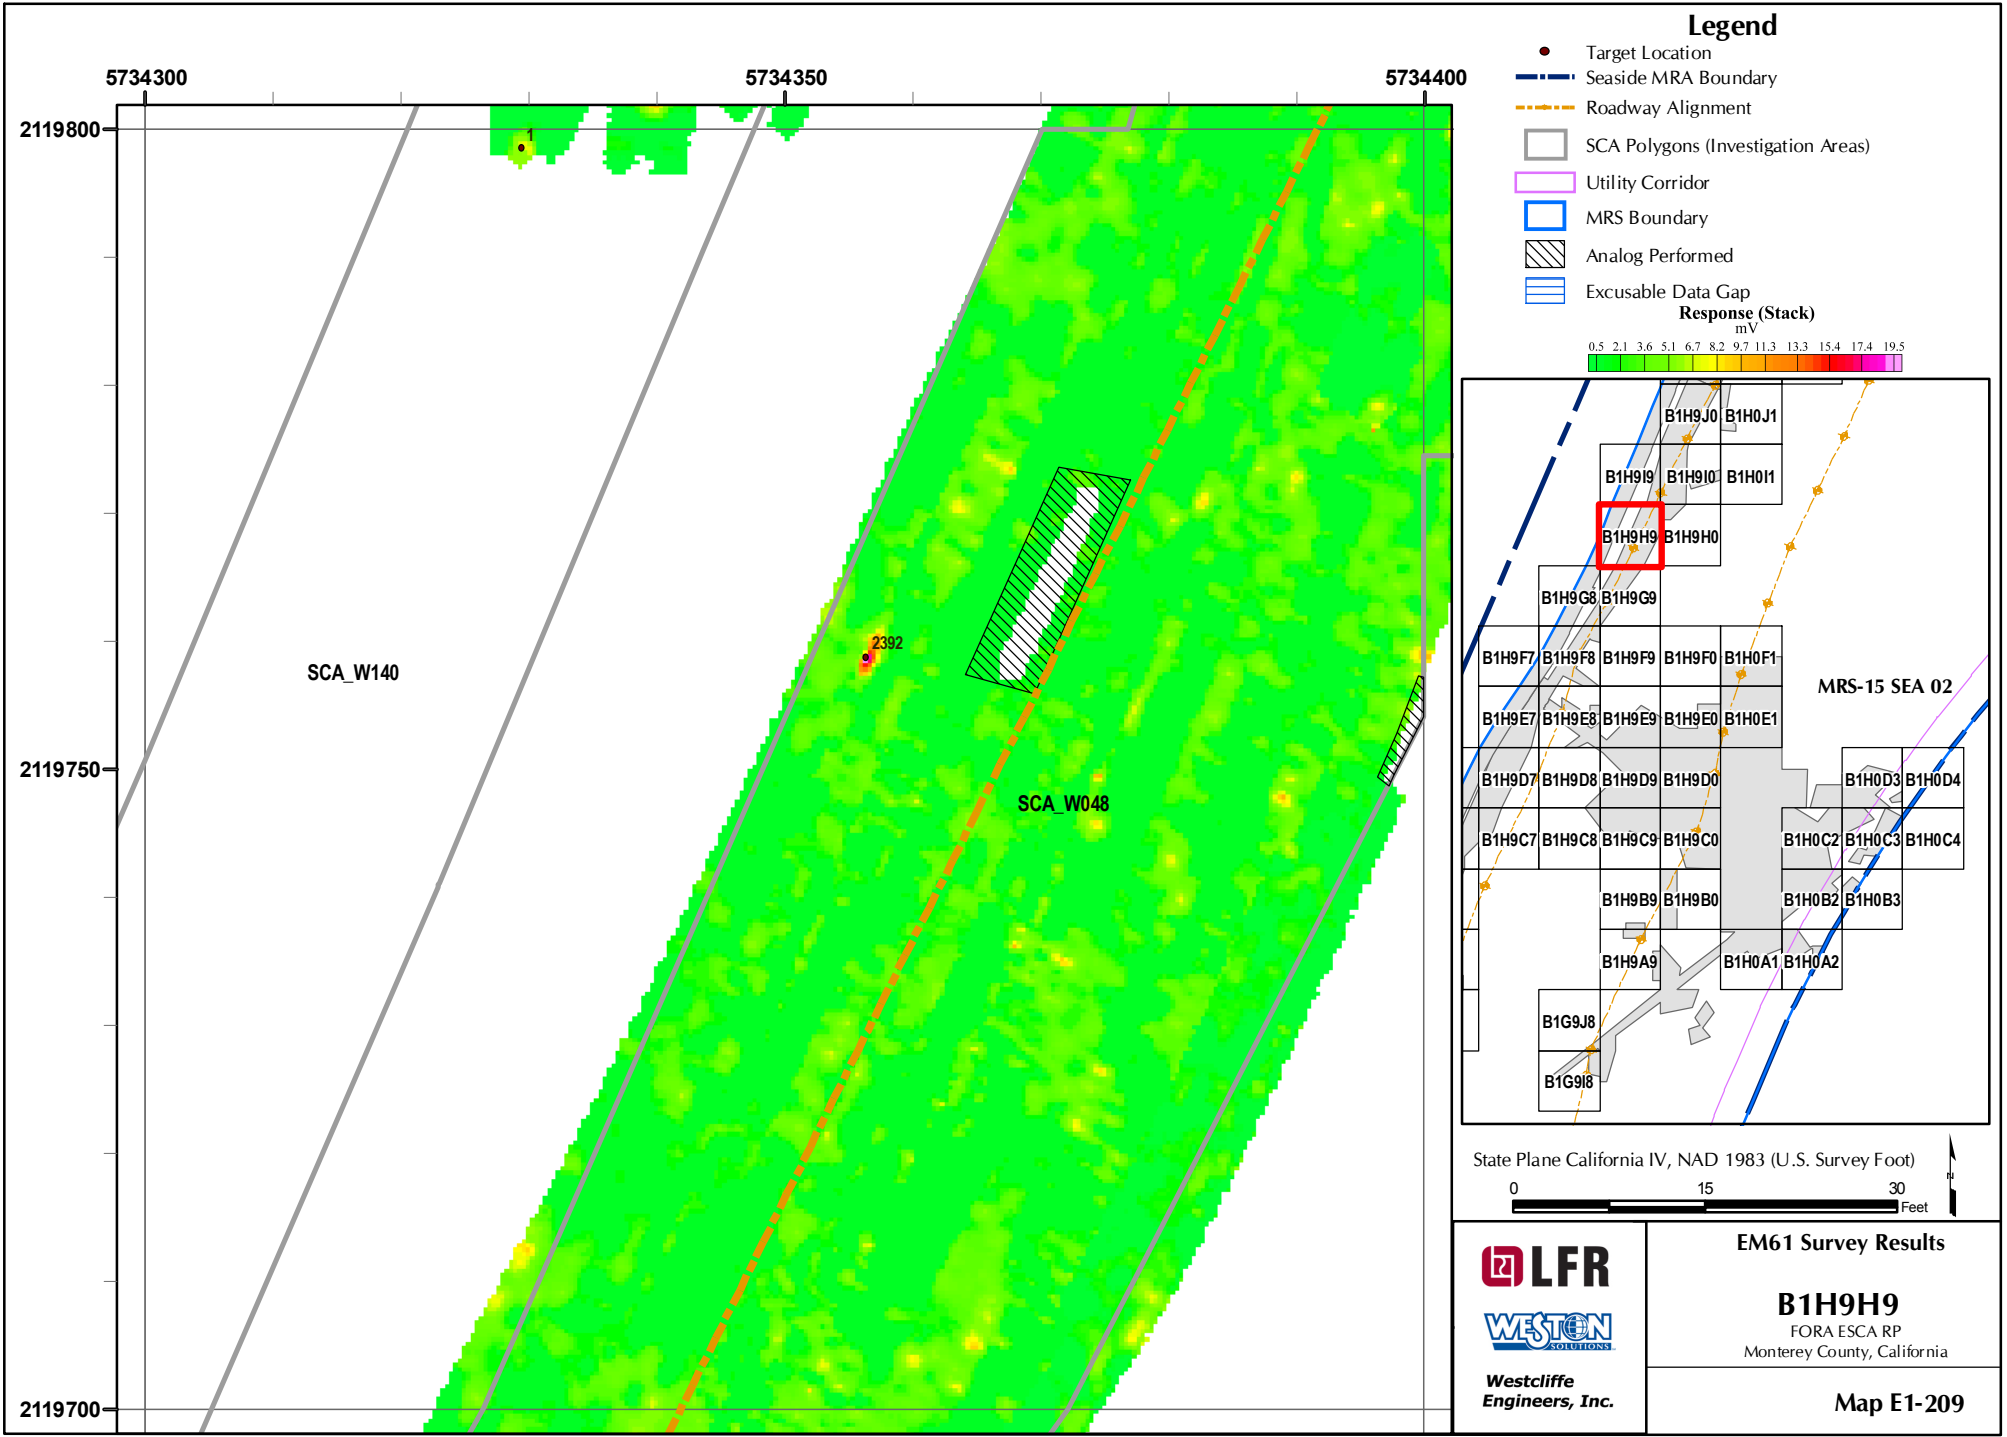 Legend
Target Location
Seaside MRA Boundary
Roadway Alignment
SCA Polygons (Investigation Areas)
Utility Corridor
MRS Boundary
Analog Performed
Excusable Data Gap
Response (Stack)
mV
0.5 2.1 3.6 5.1 6.7 8.2 9.7 11.3 13.3 15.4 17.4 19.5
5734300 5734350 5734400
2119800
2119750
2119700
1
2392
SCA_W140
SCA_W048
B1H9J0 B1H0J1
B1H9I9 B1H9I0 B1H0I1
B1H9H9 B1H9H0
B1H9G8 B1H9G9
B1H9F7 B1H9F8 B1H9F9 B1H9F0 B1H0F1
MRS-15 SEA 02
B1H9E7 B1H9E8 B1H9E9 B1H9E0 B1H0E1
B1H9D7 B1H9D8 B1H9D9 B1H9D0 B1H0D3 B1H0D4
B1H9C7 B1H9C8 B1H9C9 B1H9C0 B1H0C2 B1H0C3 B1H0C4
B1H9B9 B1H9B0 B1H0B2 B1H0B3
B1H9A9 B1H0A1 B1H0A2
B1G9J8
B1G9I8
State Plane California IV, NAD 1983 (U.S. Survey Foot)
0 15 30
Feet
N
LFR
WESTON
SOLUTIONS
Westcliffe
Engineers, Inc.
EM61 Survey Results
B1H9H9
FORA ESCA RP
Monterey County, California
Map E1-209